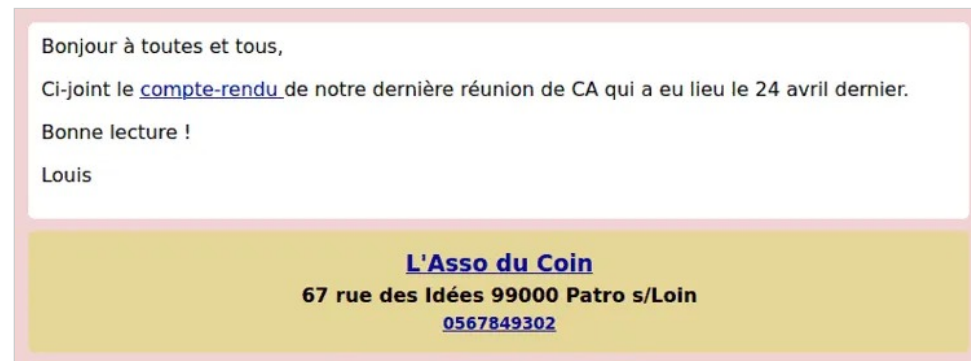 Bonjour à toutes et tous,
Ci-joint le compte-rendu de notre dernière réunion de CA qui a eu lieu le 24 avril dernier.
Bonne lecture !
Louis
L'Asso du Coin
67 rue des Idées 99000 Patro s/Loin
0567849302